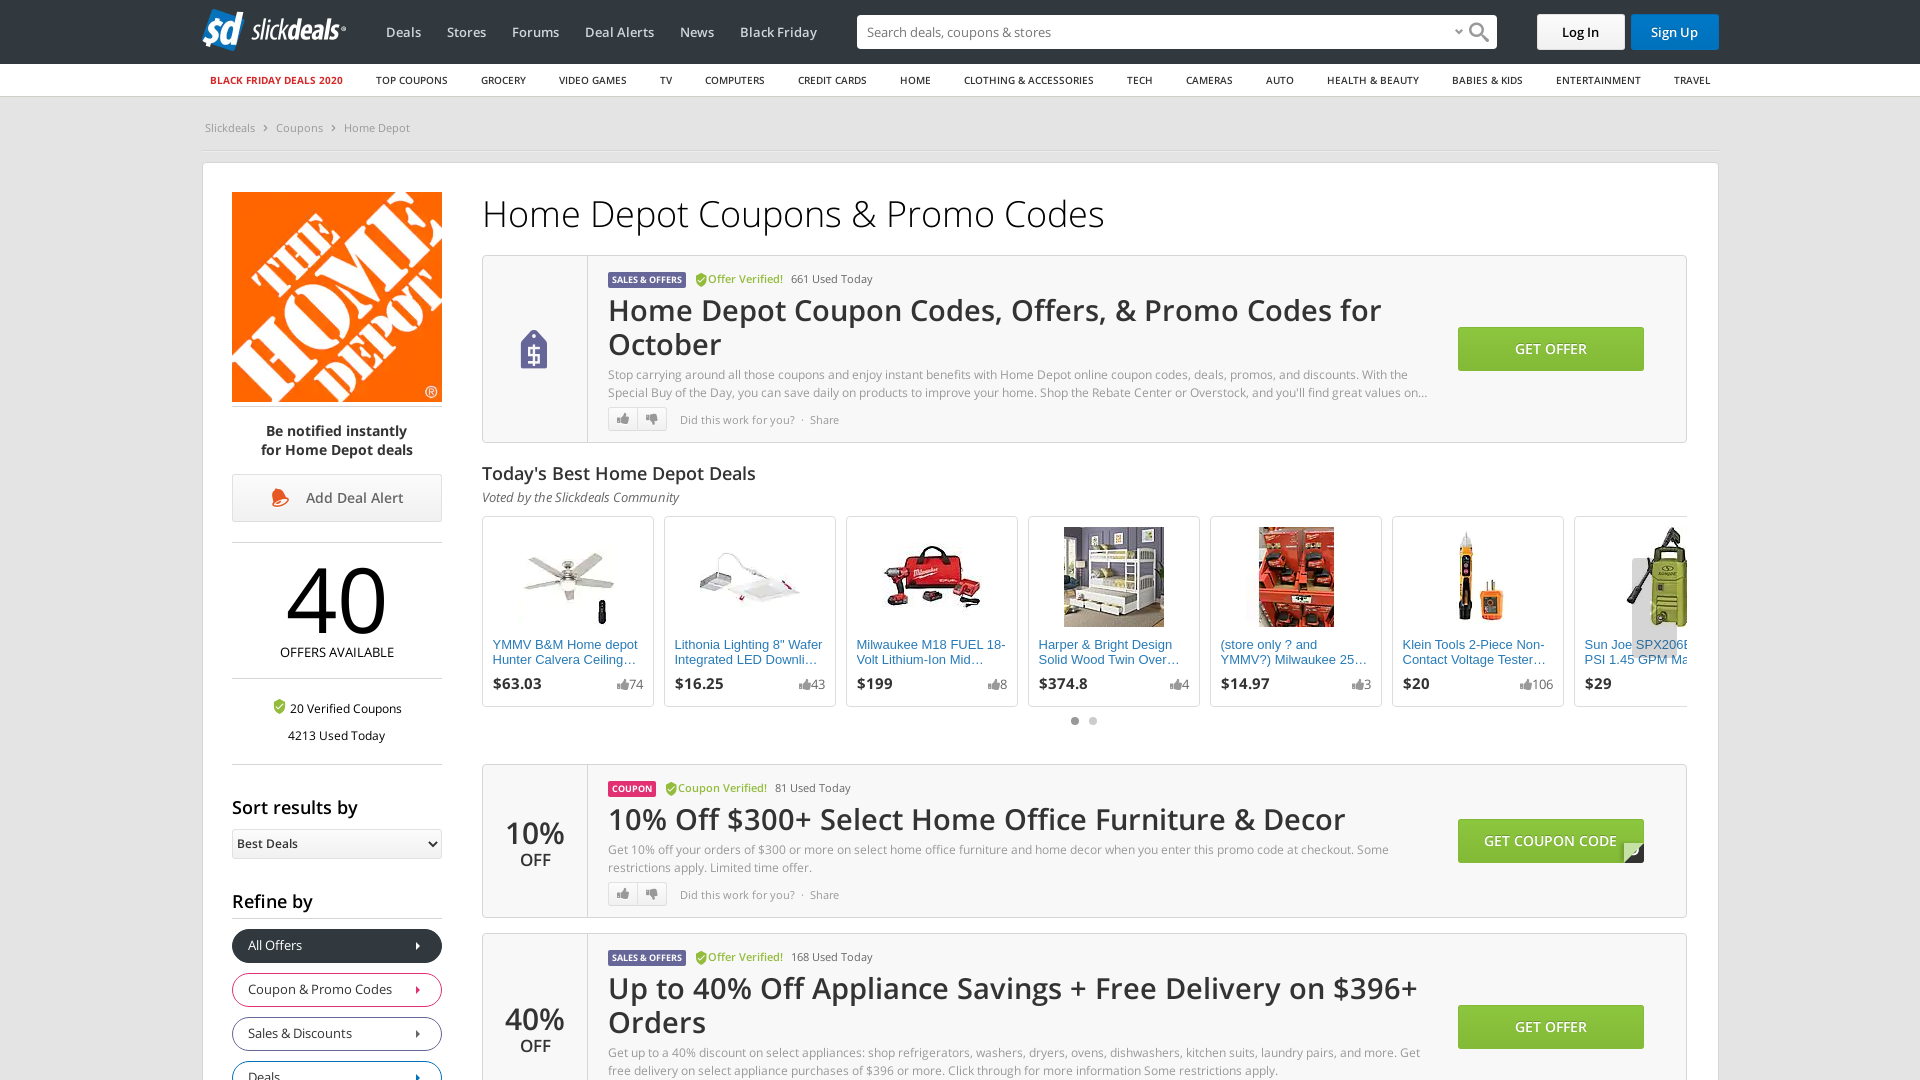 sd slickdeals
Deals
Stores
Forums
Deal Alerts
News
Black Friday
Search deals, coupons & stores
Log In
Sign Up
BLACK FRIDAY DEALS 2020
TOP COUPONS
GROCERY
VIDEO GAMES
TV
COMPUTERS
CREDIT CARDS
HOME
CLOTHING & ACCESSORIES
TECH
CAMERAS
AUTO
HEALTH & BEAUTY
BABIES & KIDS
ENTERTAINMENT
TRAVEL
Slickdeals > Coupons > Home Depot
THE
HOME
DEPOT
®
Be notified instantly
for Home Depot deals
Add Deal Alert
40
OFFERS AVAILABLE
20 Verified Coupons
4213 Used Today
Sort results by
Best Deals
Refine by
All Offers
Coupon & Promo Codes
Sales & Discounts
Deals
Home Depot Coupons & Promo Codes
SALES & OFFERS Offer Verified! 661 Used Today
Home Depot Coupon Codes, Offers, & Promo Codes for
October
Stop carrying around all those coupons and enjoy instant benefits with Home Depot online coupon codes, deals, promos, and discounts. With the
Special Buy of the Day, you can save daily on products to improve your home. Shop the Rebate Center or Overstock, and you'll find great values on...
Did this work for you? · Share
GET OFFER
Today's Best Home Depot Deals
Voted by the Slickdeals Community
YMMV B&M Home depot
Hunter Calvera Ceiling...
$63.03 74
Lithonia Lighting 8" Wafer
Integrated LED Downli...
$16.25 43
Milwaukee M18 FUEL 18-
Volt Lithium-Ion Mid...
$199 8
Harper & Bright Design
Solid Wood Twin Over...
$374.8 4
(store only ? and
YMMV?) Milwaukee 25...
$14.97 3
Klein Tools 2-Piece Non-
Contact Voltage Tester...
$20 106
Sun Joe SPX206E
PSI 1.45 GPM Ma
$29
10%
OFF
COUPON Coupon Verified! 81 Used Today
10% Off $300+ Select Home Office Furniture & Decor
Get 10% off your orders of $300 or more on select home office furniture and home decor when you enter this promo code at checkout. Some
restrictions apply. Limited time offer.
Did this work for you? · Share
GET COUPON CODE
40%
OFF
SALES & OFFERS Offer Verified! 168 Used Today
Up to 40% Off Appliance Savings + Free Delivery on $396+
Orders
Get up to a 40% discount on select appliances: shop refrigerators, washers, dryers, ovens, dishwashers, kitchen suits, laundry pairs, and more. Get
free delivery on select appliance purchases of $396 or more. Click through for more information Some restrictions apply.
GET OFFER